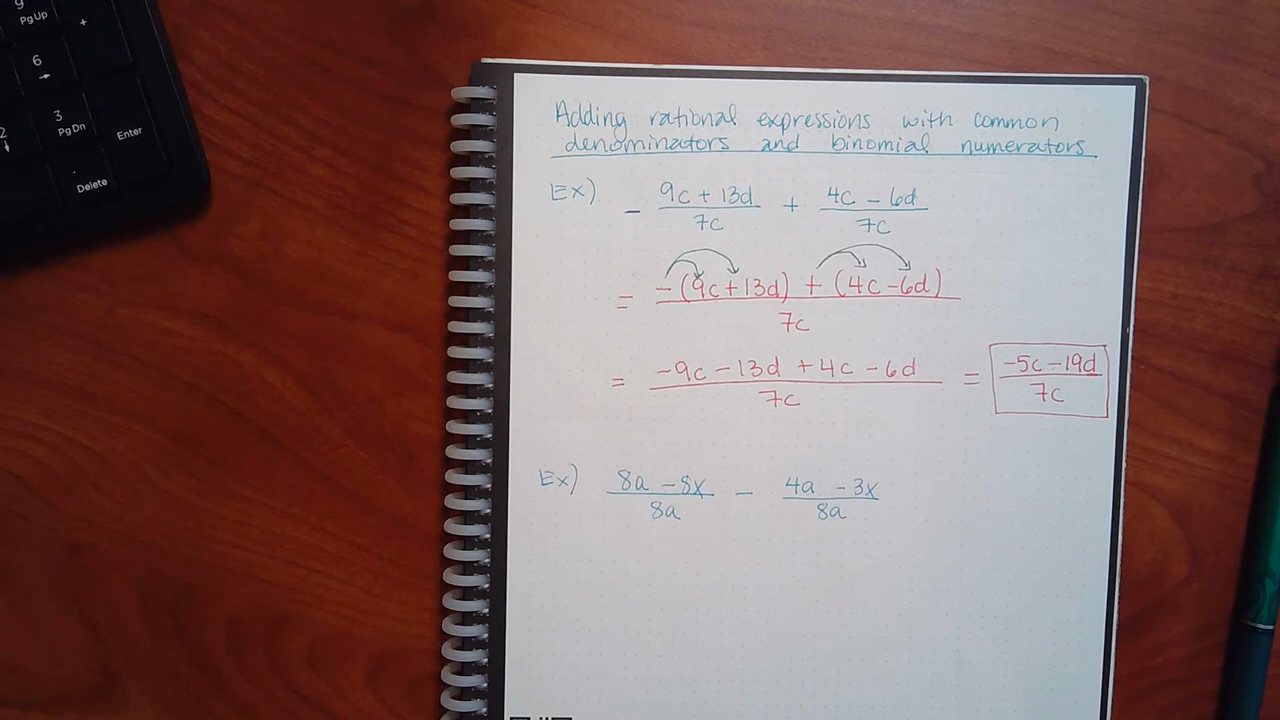 9
PgUp
+
6
→
3
PgDn
2
↓
Enter
.
Delete
Adding rational expressions with common
denominators and binomial numerators
Ex) - (9c + 13d)/(7c) + (4c - 6d)/(7c)
= (-(9c+13d) + (4c-6d))/(7c)
= (-9c - 13d + 4c - 6d)/(7c) = (-5c - 19d)/(7c)
Ex) (8a - 8x)/(8a) - (4a - 3x)/(8a)